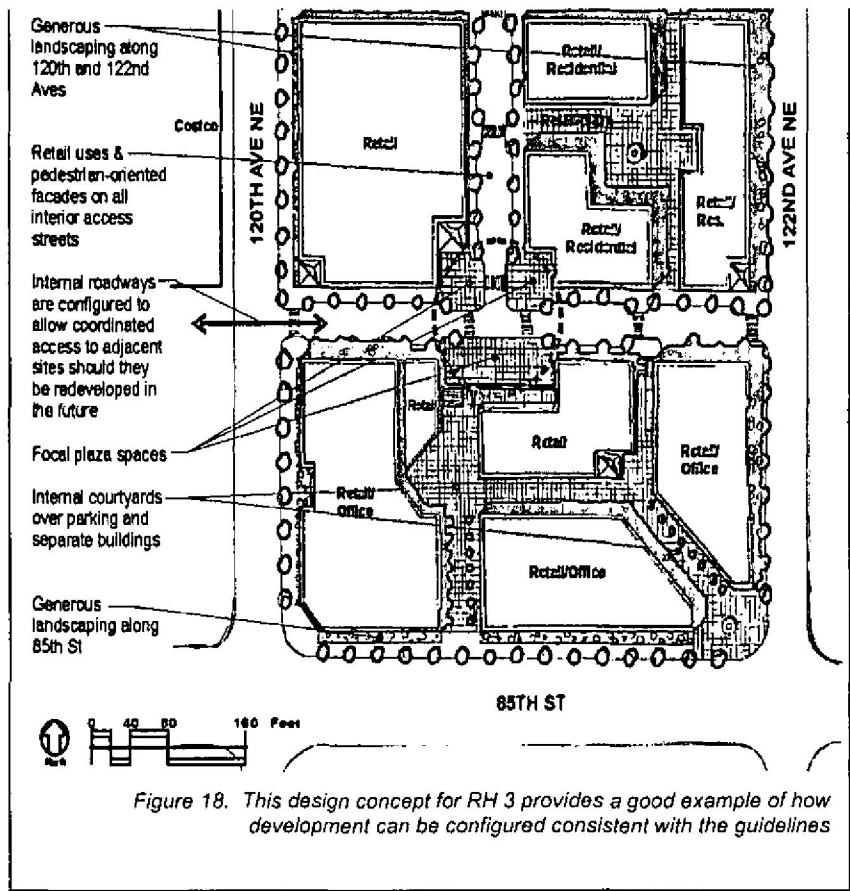 Generous
landscaping along
120th and 122nd
Aves
Costco
Retail uses &
pedestrian-oriented
facades on all
interior access
streets
Internal roadways
are configured to
allow coordinated
access to adjacent
sites should they
be redeveloped in
the future
Focal plaza spaces
Internal courtyards
over parking and
separate buildings
Generous
landscaping along
85th St
120TH AVE NE
Retail
Retail/
Residential
Retail/
Residential
Retail/
Res.
122ND AVE NE
Retail
Retail/
Office
Retail
Retail/
Office
Retail/Office
85TH ST
0 40 80 160 Feet
Figure 18. This design concept for RH 3 provides a good example of how
development can be configured consistent with the guidelines